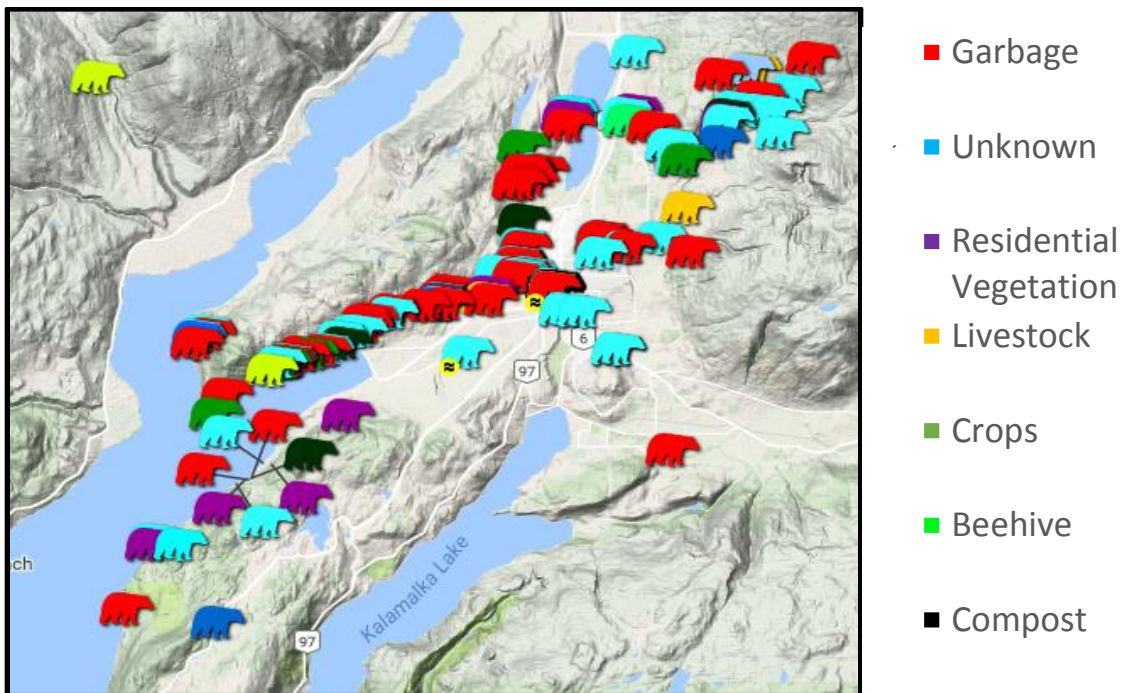 Garbage
Unknown
Residential
Vegetation
Livestock
Crops
Beehive
Compost
6
97
ch
Kalamalka Lake
97